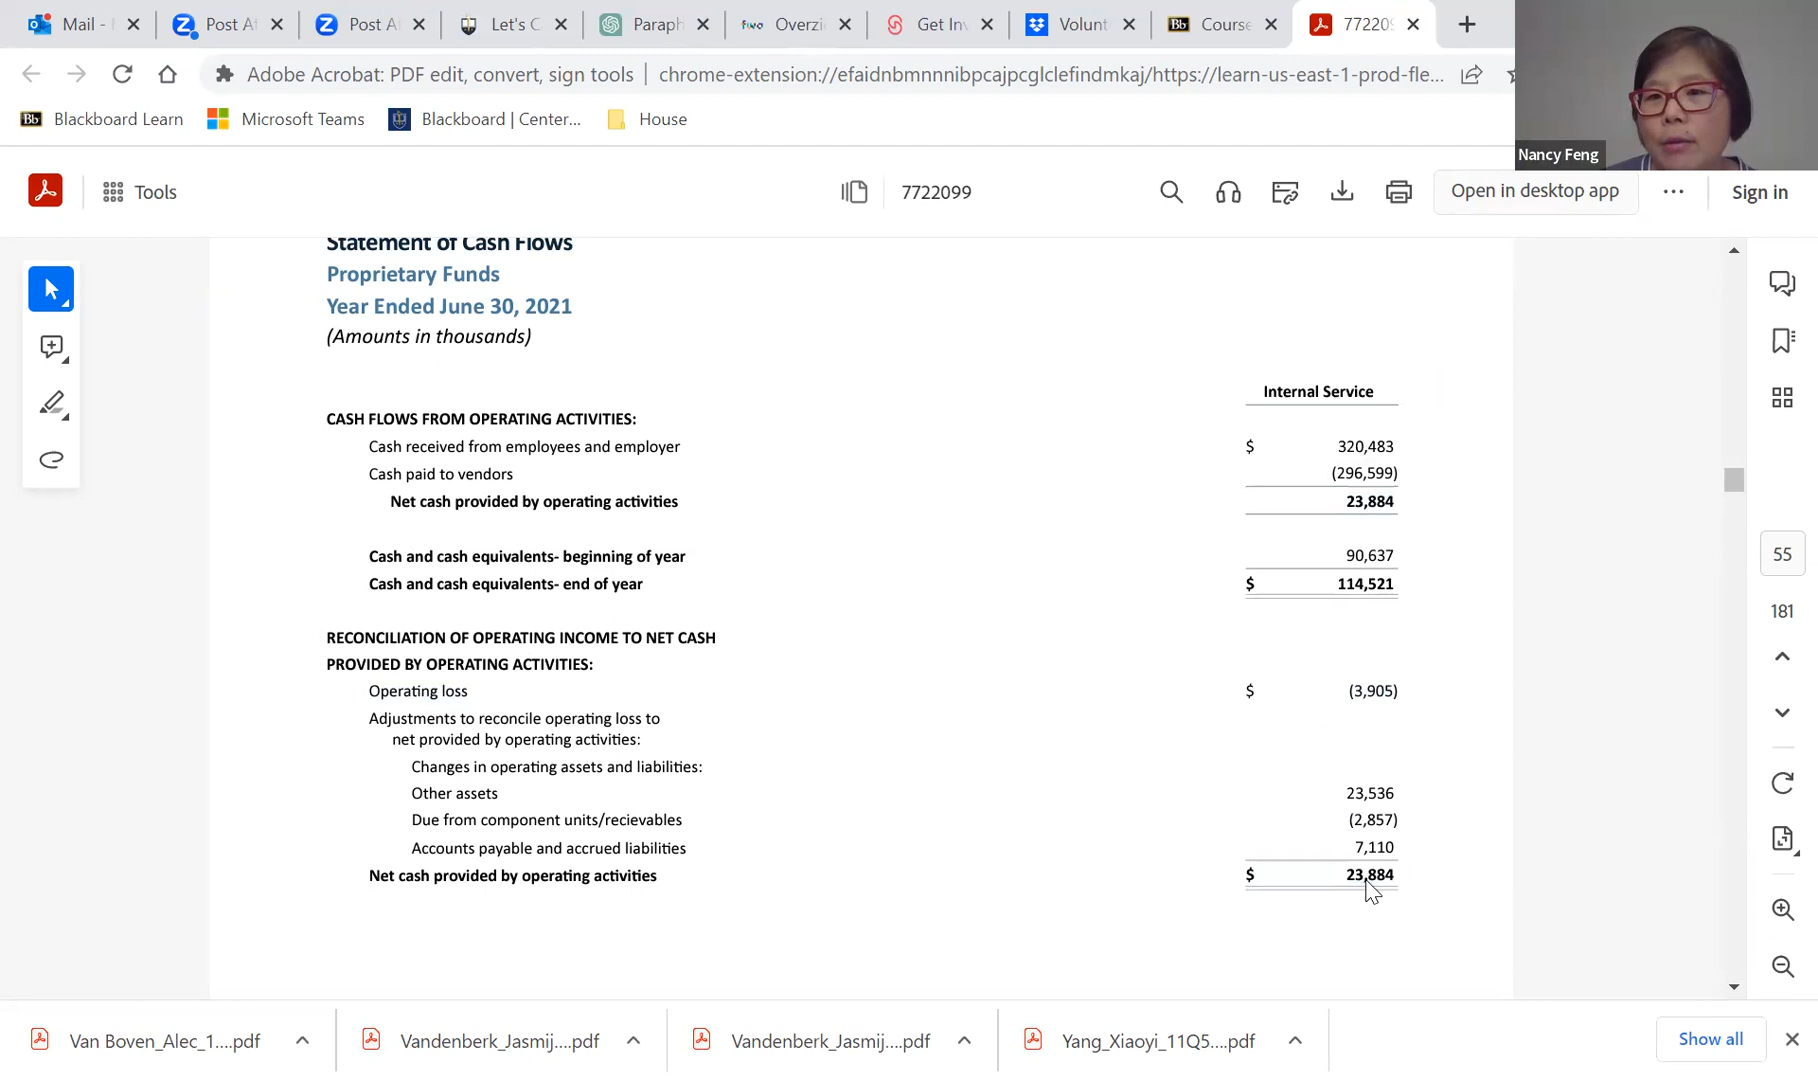 Mail -
Post A
Post A
Let's C
Paraph
FWO Overzi
Get Inv
Volunt
Bb Course
77220
Adobe Acrobat: PDF edit, convert, sign tools | chrome-extension://efaidnbmnnnibpcajpcglclefindmkaj/https://learn-us-east-1-prod-fle...
Bb Blackboard Learn
Microsoft Teams
Blackboard | Center...
House
Nancy Feng
Tools
7722099
Open in desktop app
Sign in
Statement of Cash Flows
Proprietary Funds
Year Ended June 30, 2021
(Amounts in thousands)
Internal Service
CASH FLOWS FROM OPERATING ACTIVITIES:
Cash received from employees and employer $ 320,483
Cash paid to vendors (296,599)
Net cash provided by operating activities 23,884
Cash and cash equivalents- beginning of year 90,637
Cash and cash equivalents- end of year $ 114,521
RECONCILIATION OF OPERATING INCOME TO NET CASH
PROVIDED BY OPERATING ACTIVITIES:
Operating loss $ (3,905)
Adjustments to reconcile operating loss to
net provided by operating activities:
Changes in operating assets and liabilities:
Other assets 23,536
Due from component units/recievables (2,857)
Accounts payable and accrued liabilities 7,110
Net cash provided by operating activities $ 23,884
55
181
Van Boven_Alec_1....pdf
Vandenberk_Jasmij....pdf
Vandenberk_Jasmij....pdf
Yang_Xiaoyi_11Q5....pdf
Show all